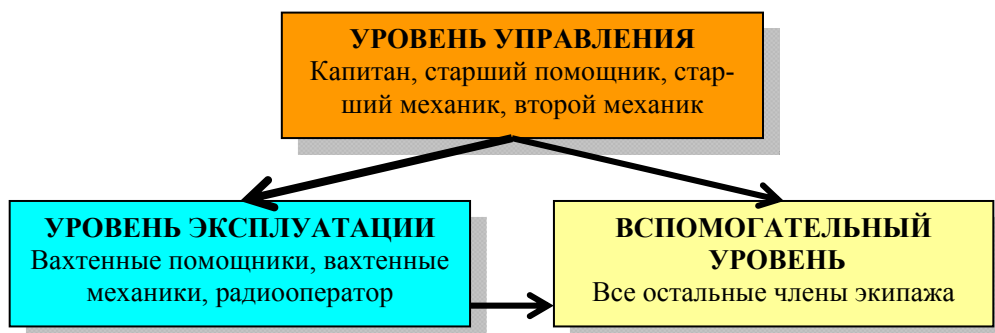 УРОВЕНЬ УПРАВЛЕНИЯ
Капитан, старший помощник, стар-
ший механик, второй механик
УРОВЕНЬ ЭКСПЛУАТАЦИИ
Вахтенные помощники, вахтенные
механики, радиооператор
ВСПОМОГАТЕЛЬНЫЙ
УРОВЕНЬ
Все остальные члены экипажа